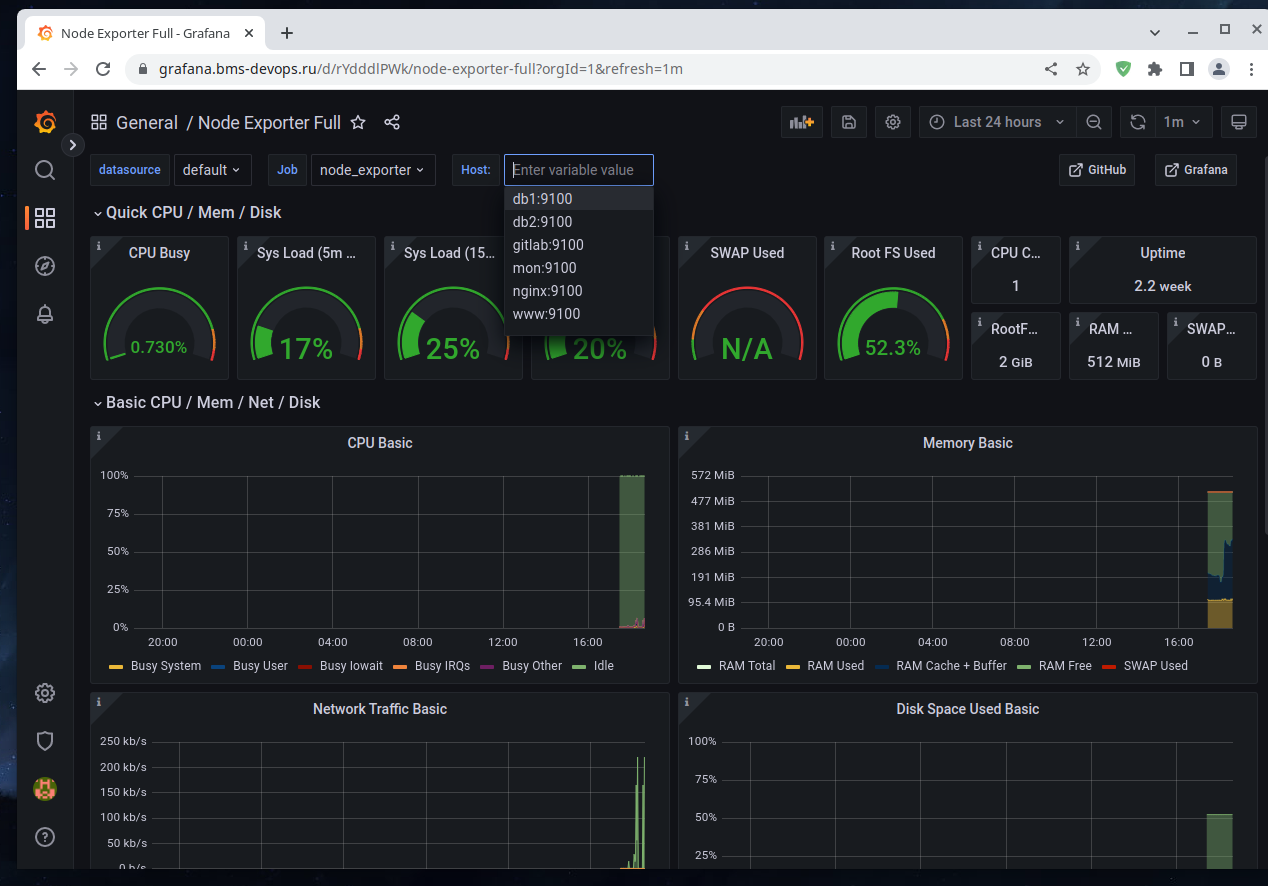 Node Exporter Full - Grafana
grafana.bms-devops.ru/d/rYdddlPWk/node-exporter-full?orgId=1&refresh=1m
General / Node Exporter Full
Last 24 hours
1m
datasource default Job node_exporter Host: Enter variable value GitHub Grafana
db1:9100
db2:9100
gitlab:9100
mon:9100
nginx:9100
www:9100
Quick CPU / Mem / Disk
CPU Busy
0.730%
Sys Load (5m ...
17%
Sys Load (15...
25%
20%
SWAP Used
N/A
Root FS Used
52.3%
CPU C...
1
Uptime
2.2 week
RootF...
2 GiB
RAM ...
512 MiB
SWAP...
0 B
Basic CPU / Mem / Net / Disk
CPU Basic
100%
75%
50%
25%
0%
20:00 00:00 04:00 08:00 12:00 16:00
Busy System Busy User Busy Iowait Busy IRQs Busy Other Idle
Memory Basic
572 MiB
477 MiB
381 MiB
286 MiB
191 MiB
95.4 MiB
0 B
20:00 00:00 04:00 08:00 12:00 16:00
RAM Total RAM Used RAM Cache + Buffer RAM Free SWAP Used
Network Traffic Basic
250 kb/s
200 kb/s
150 kb/s
100 kb/s
50 kb/s
0 b/s
Disk Space Used Basic
100%
75%
50%
25%